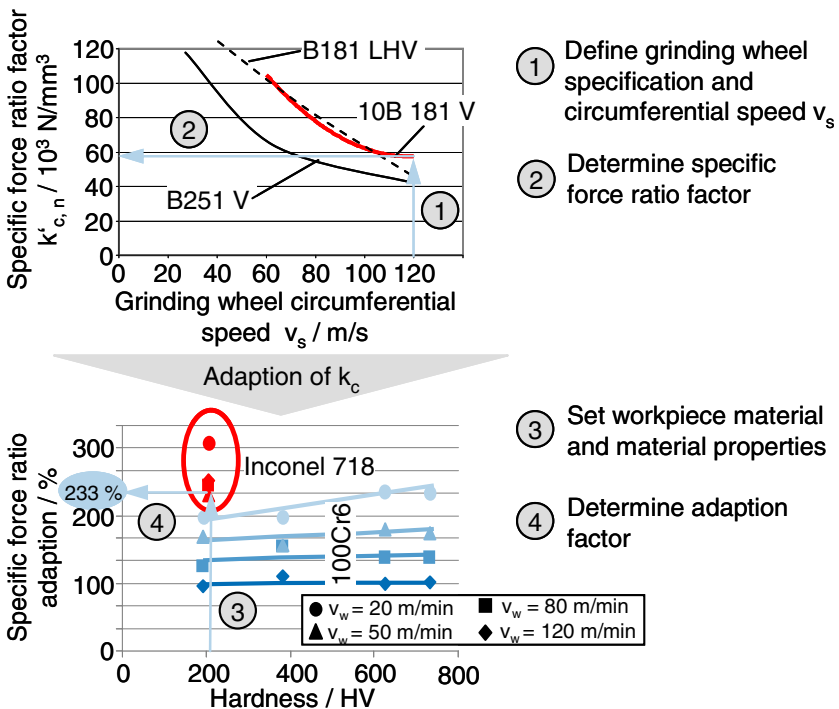 Specific force ratio factor
k'c, n / 10³ N/mm³
120
100
80
60
40
20
0
0 20 40 60 80 100 120
B181 LHV
10B 181 V
B251 V
2
1
Grinding wheel circumferential
speed vs / m/s
1 Define grinding wheel
specification and
circumferential speed vs
2 Determine specific
force ratio factor
Adaption of kc
Specific force ratio
adaption / %
300
200
100
0
233 %
0 200 400 600 800
Inconel 718
100Cr6
4
3
vw = 20 m/min
vw = 80 m/min
vw = 50 m/min
vw = 120 m/min
Hardness / HV
3 Set workpiece material
and material properties
4 Determine adaption
factor